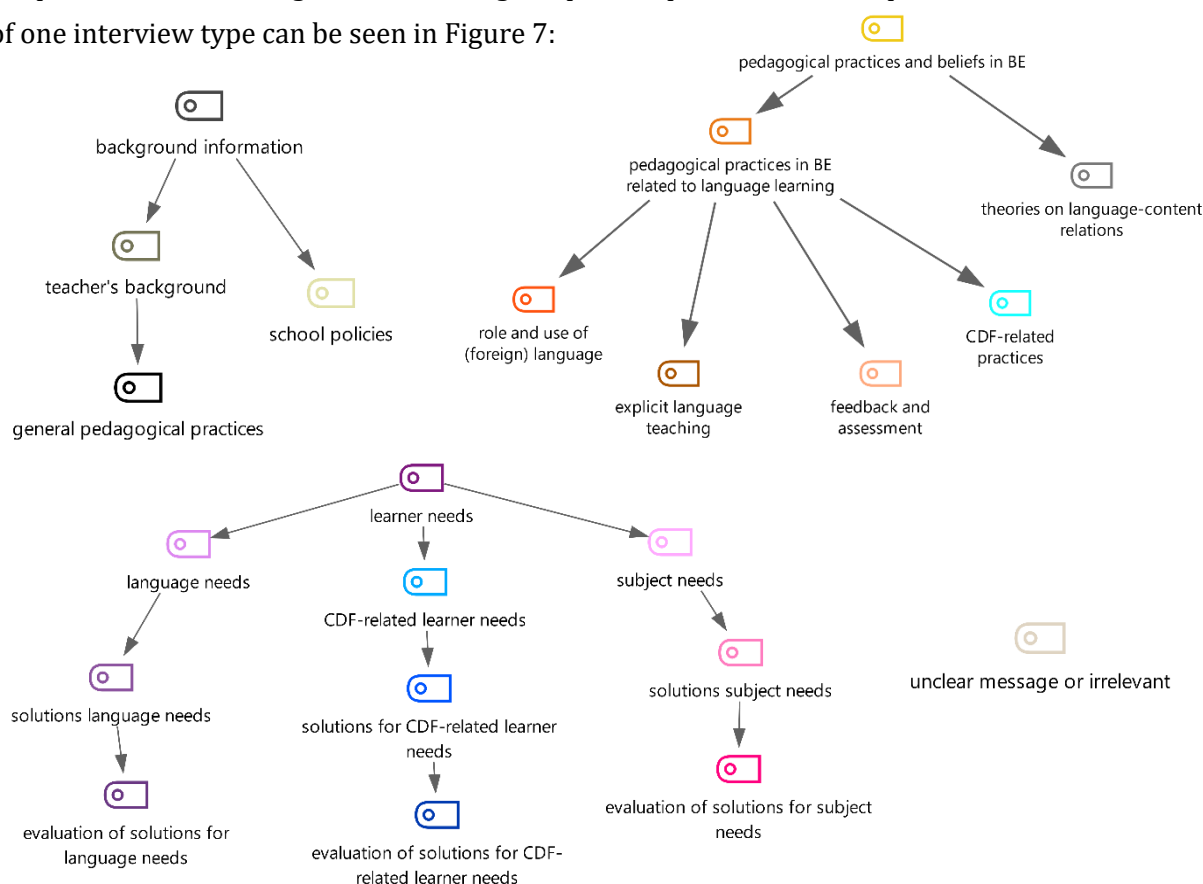 of one interview type can be seen in Figure 7:
pedagogical practices and beliefs in BE
background information
pedagogical practices in BE
related to language learning
theories on language-content
relations
teacher's background
school policies
role and use of
(foreign) language
CDF-related
practices
general pedagogical practices
explicit language
teaching
feedback and
assessment
learner needs
language needs
CDF-related learner needs
subject needs
solutions language needs
solutions for CDF-related learner
needs
solutions subject needs
unclear message or irrelevant
evaluation of solutions for
language needs
evaluation of solutions for CDF-
related learner needs
evaluation of solutions for subject
needs